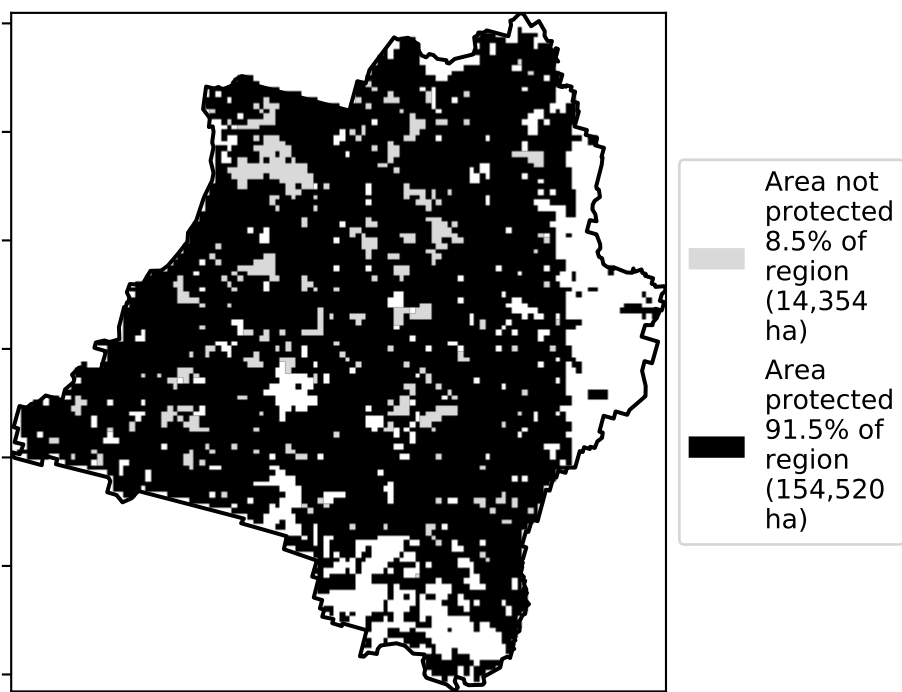 Area not
protected
8.5% of
region
(14,354
ha)
Area
protected
91.5% of
region
(154,520
ha)